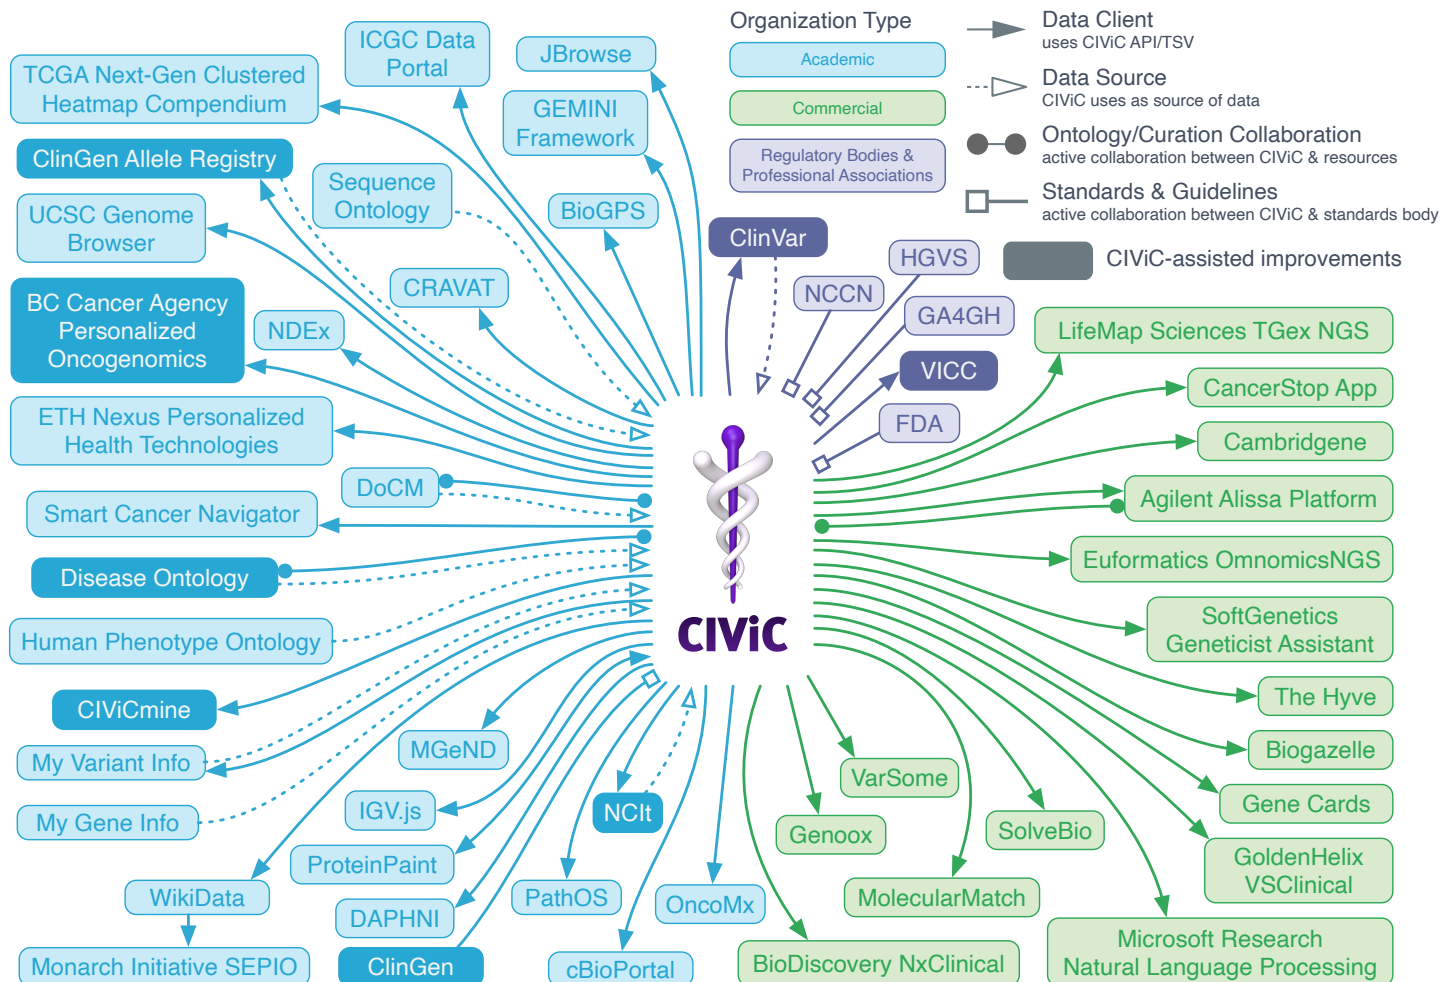 Organization Type
Academic
Commercial
Regulatory Bodies &
Professional Associations
Data Client
uses CIViC API/TSV
Data Source
CIViC uses as source of data
Ontology/Curation Collaboration
active collaboration between CIViC & resources
Standards & Guidelines
active collaboration between CIViC & standards body
CIViC-assisted improvements
ICGC Data
Portal
JBrowse
TCGA Next-Gen Clustered
Heatmap Compendium
GEMINI
Framework
ClinGen Allele Registry
Sequence
Ontology
BioGPS
UCSC Genome
Browser
CRAVAT
BC Cancer Agency
Personalized
Oncogenomics
NDEx
ETH Nexus Personalized
Health Technologies
DoCM
Smart Cancer Navigator
Disease Ontology
Human Phenotype Ontology
CIViCmine
My Variant Info
My Gene Info
MGeND
IGV.js
ProteinPaint
WikiData
DAPHNI
Monarch Initiative SEPIO
ClinGen
PathOS
NCIt
cBioPortal
OncoMx
ClinVar
NCCN
HGVS
GA4GH
VICC
FDA
CIViC
LifeMap Sciences TGex NGS
CancerStop App
Cambridgene
Agilent Alissa Platform
Euformatics OmnomicsNGS
SoftGenetics
Geneticist Assistant
The Hyve
Biogazelle
Gene Cards
GoldenHelix
VSClinical
Microsoft Research
Natural Language Processing
VarSome
Genoox
SolveBio
MolecularMatch
BioDiscovery NxClinical